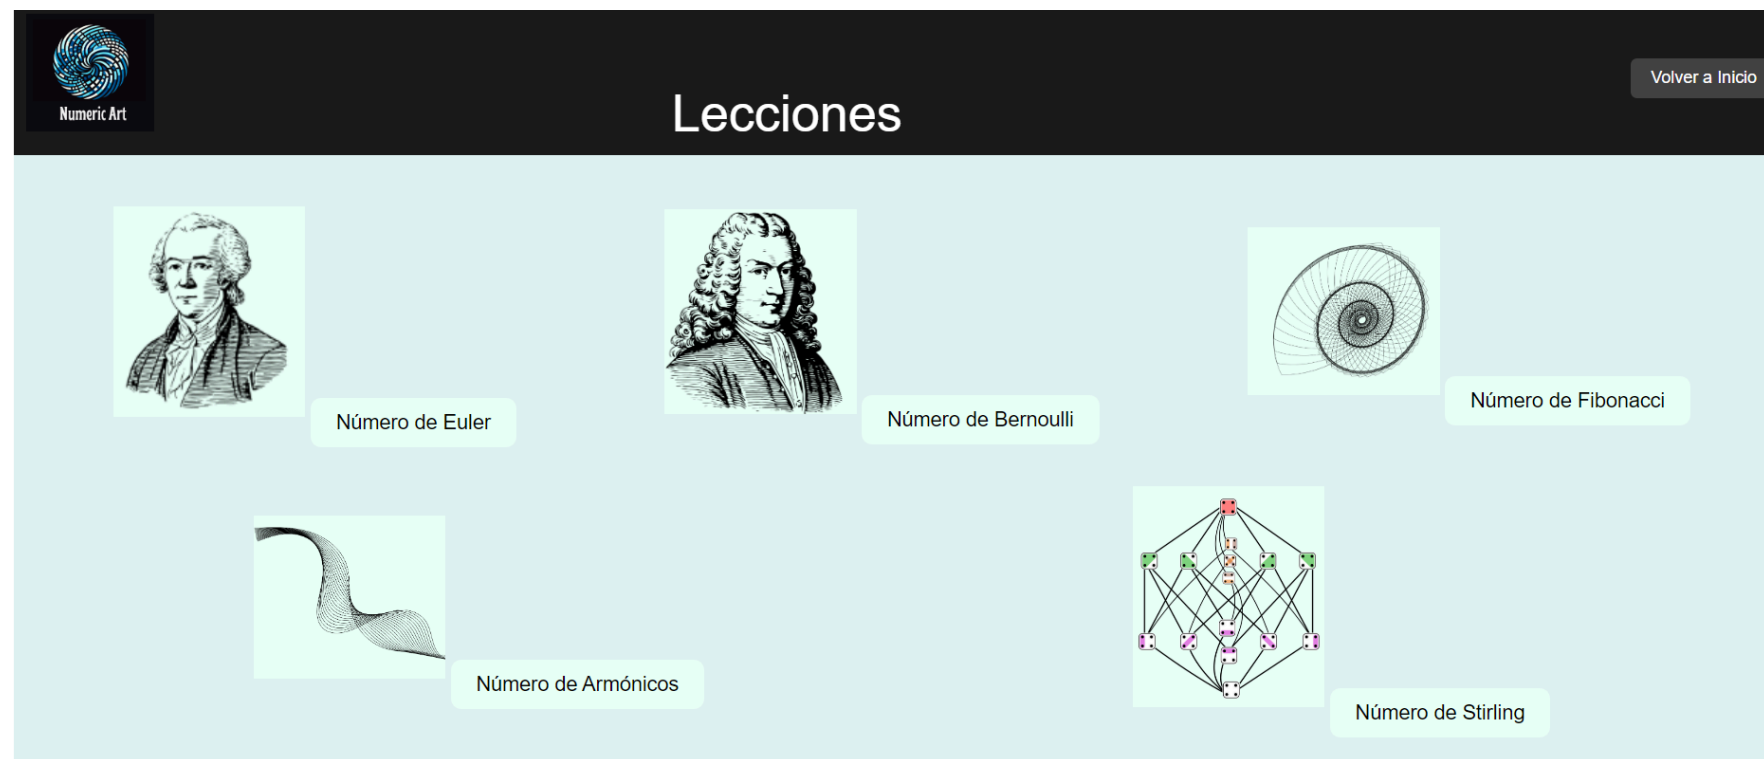 Numeric Art
Lecciones
Volver a Inicio
Número de Euler
Número de Bernoulli
Número de Fibonacci
Número de Armónicos
Número de Stirling